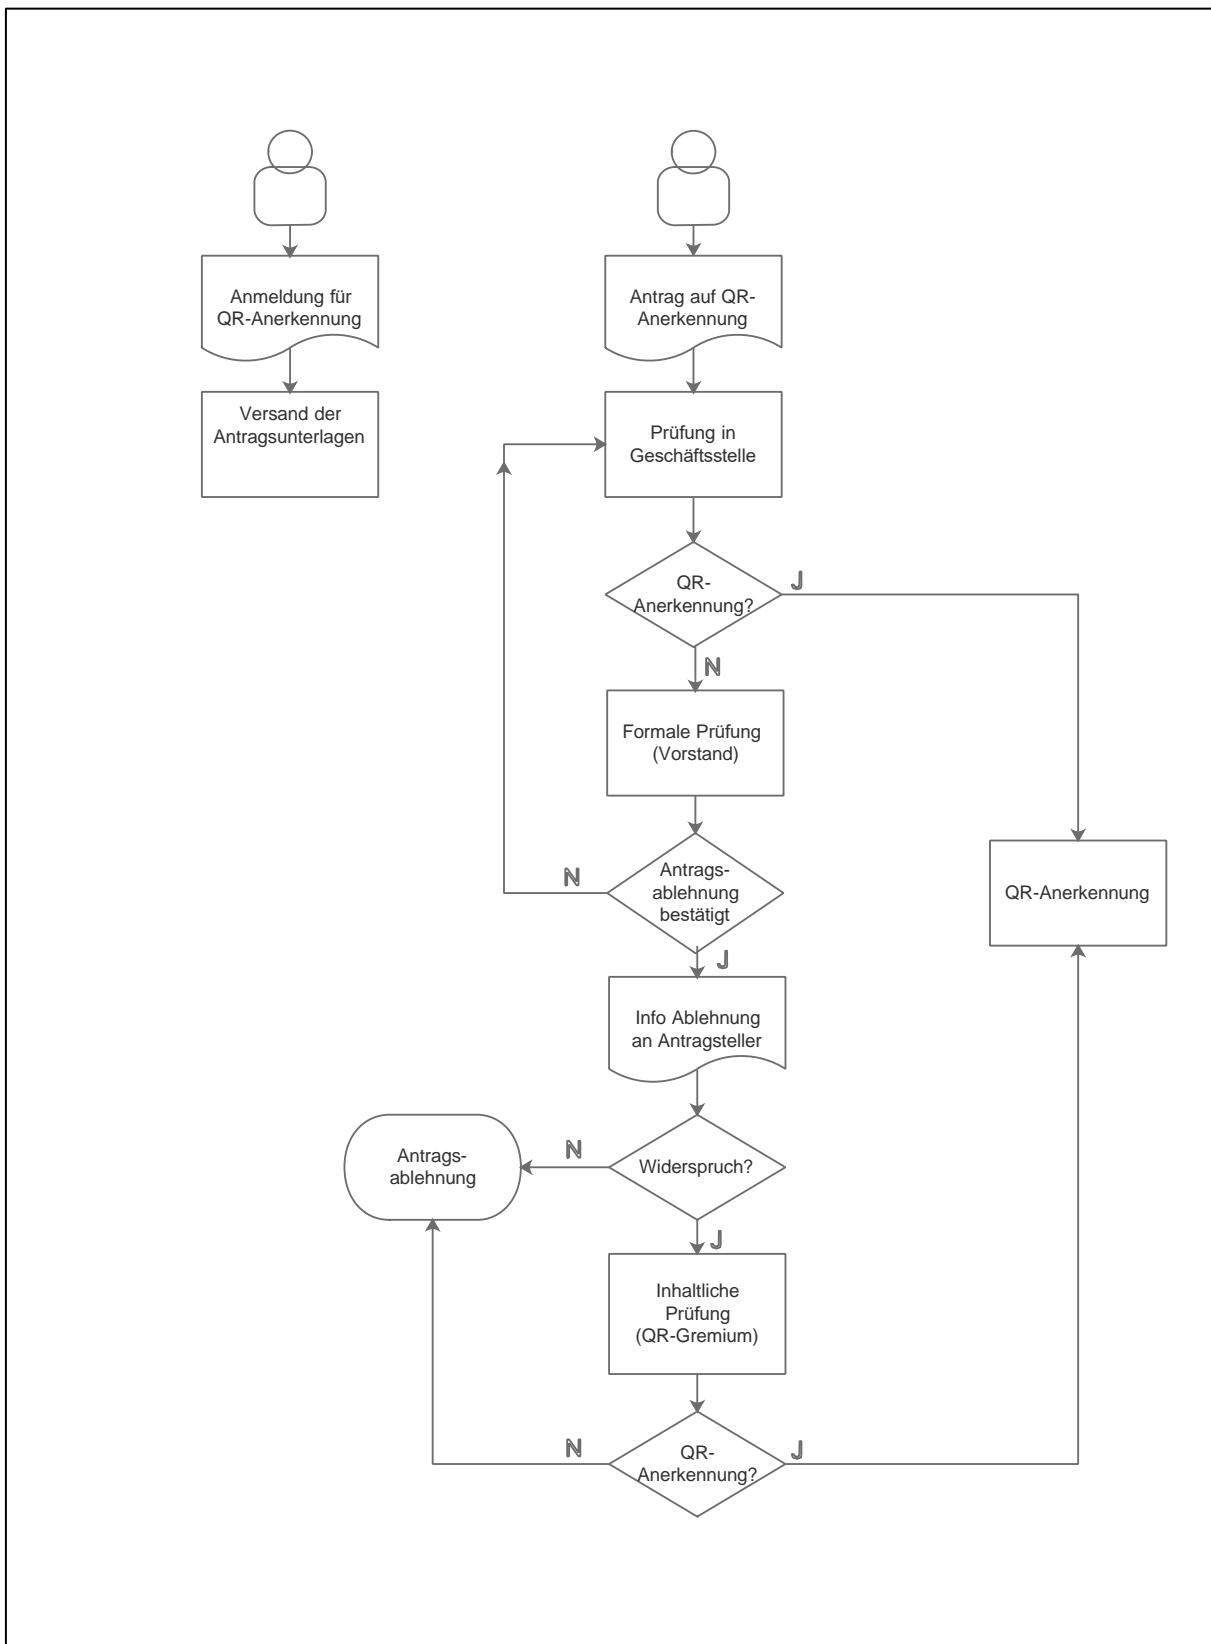 Anmeldung für
QR-Anerkennung
Versand der
Antragsunterlagen
Antrag auf QR-
Anerkennung
Prüfung in
Geschäftsstelle
QR-
Anerkennung?
J
N
Formale Prüfung
(Vorstand)
Antrags-
ablehnung
bestätigt
N
J
QR-Anerkennung
Info Ablehnung
an Antragsteller
Widerspruch?
N
Antrags-
ablehnung
J
Inhaltliche
Prüfung
(QR-Gremium)
QR-
Anerkennung?
N
J